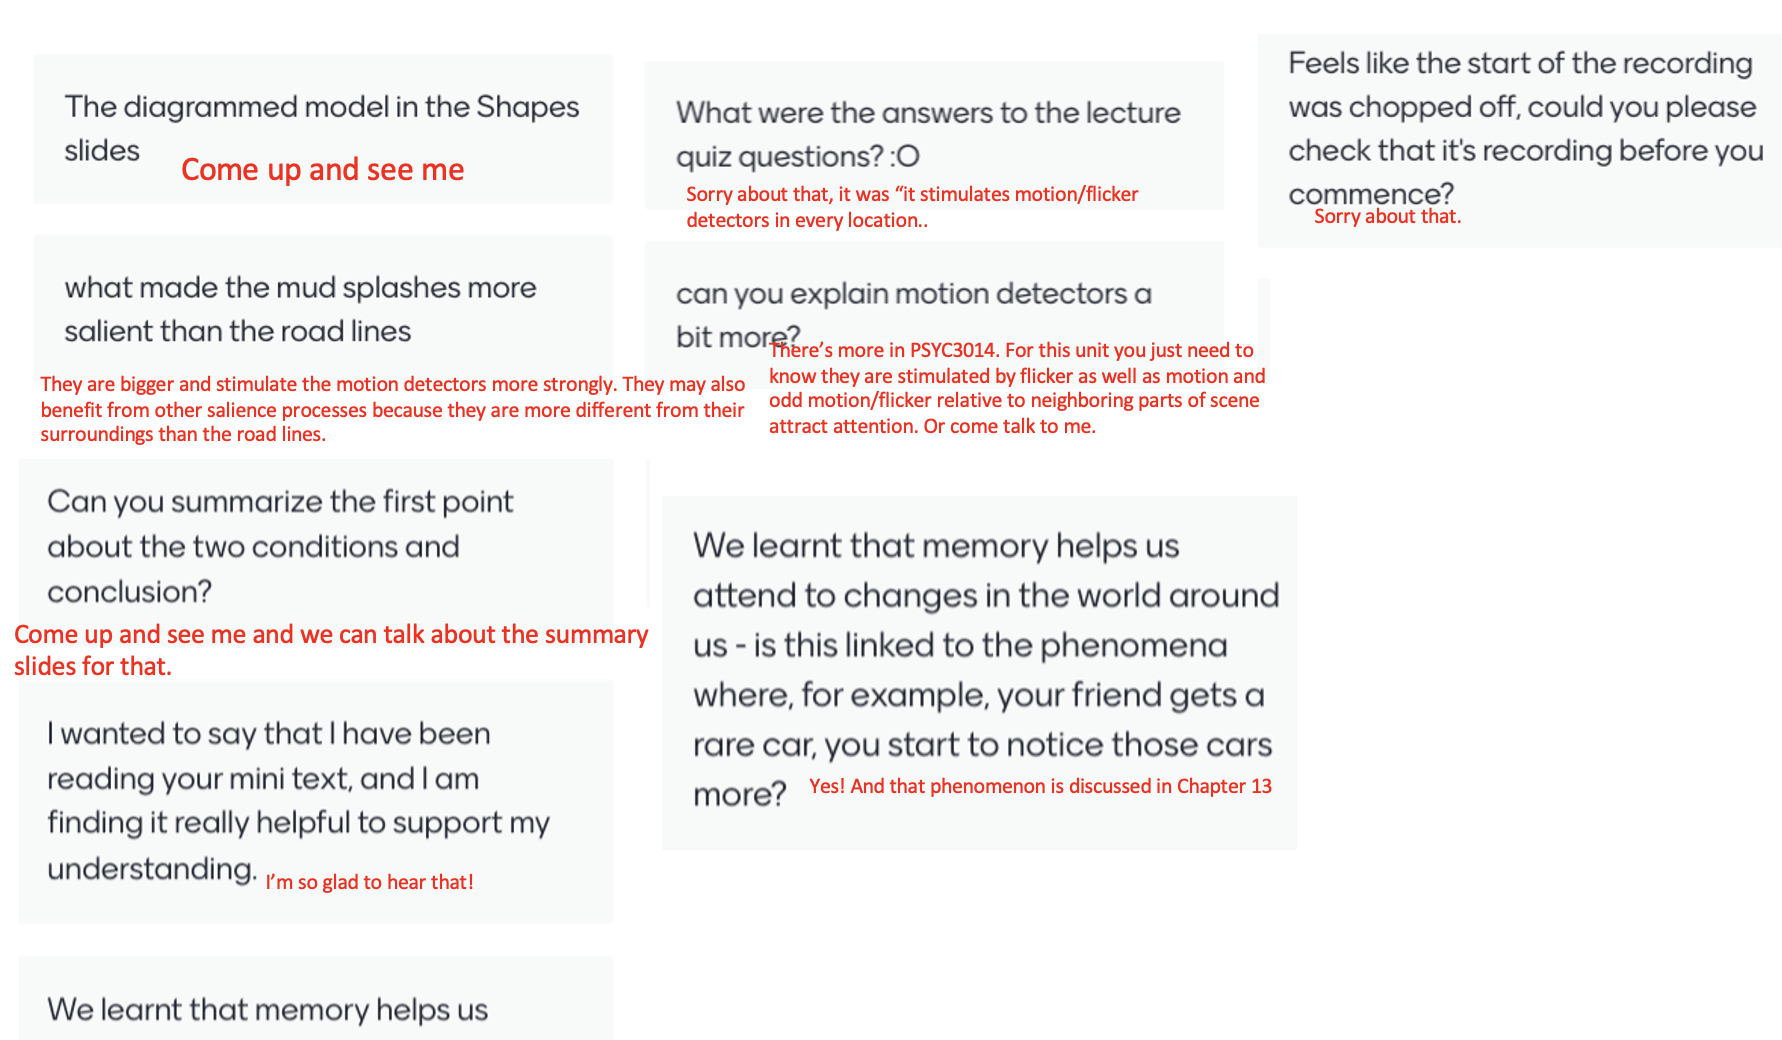 The diagrammed model in the Shapes
slides
Come up and see me
what made the mud splashes more
salient than the road lines
They are bigger and stimulate the motion detectors more strongly. They may also
benefit from other salience processes because they are more different from their
surroundings than the road lines.
Can you summarize the first point
about the two conditions and
conclusion?
Come up and see me and we can talk about the summary
slides for that.
I wanted to say that I have been
reading your mini text, and I am
finding it really helpful to support my
understanding.
I'm so glad to hear that!
We learnt that memory helps us
What were the answers to the lecture
quiz questions? :O
Sorry about that, it was “it stimulates motion/flicker
detectors in every location..
can you explain motion detectors a
bit more?
There's more in PSYC3014. For this unit you just need to
know they are stimulated by flicker as well as motion and
odd motion/flicker relative to neighboring parts of scene
attract attention. Or come talk to me.
We learnt that memory helps us
attend to changes in the world around
us - is this linked to the phenomena
where, for example, your friend gets a
rare car, you start to notice those cars
more?
Yes! And that phenomenon is discussed in Chapter 13
Feels like the start of the recording
was chopped off, could you please
check that it's recording before you
commence?
Sorry about that.